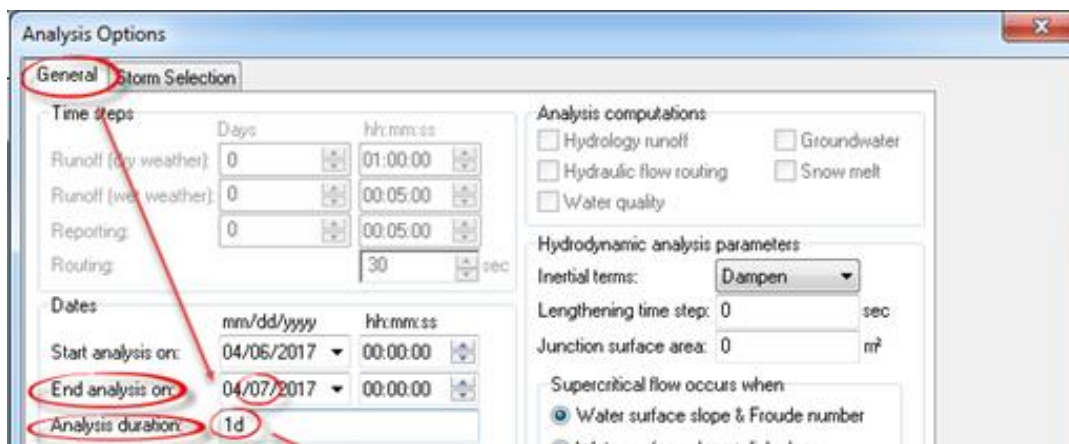 Analysis Options
General Storm Selection
Time steps
Days hh:mm:ss
Runoff (dry weather): 0 01:00:00
Runoff (wet weather): 0 00:05:00
Reporting: 0 00:05:00
Routing: 30 sec
Dates
mm/dd/yyyy hh:mm:ss
Start analysis on: 04/06/2017 00:00:00
End analysis on: 04/07/2017 00:00:00
Analysis duration: 1d
Analysis computations
Hydrology runoff Groundwater
Hydraulic flow routing Snow melt
Water quality
Hydrodynamic analysis parameters
Inertial terms: Dampen
Lengthening time step: 0 sec
Junction surface area: 0 m²
Supercritical flow occurs when
Water surface slope & Froude number